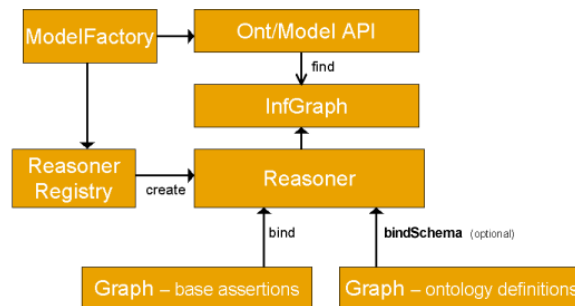 ModelFactory
Ont/Model API
find
InfGraph
Reasoner
Registry
create
Reasoner
bind
bindSchema (optional)
Graph – base assertions
Graph – ontology definitions